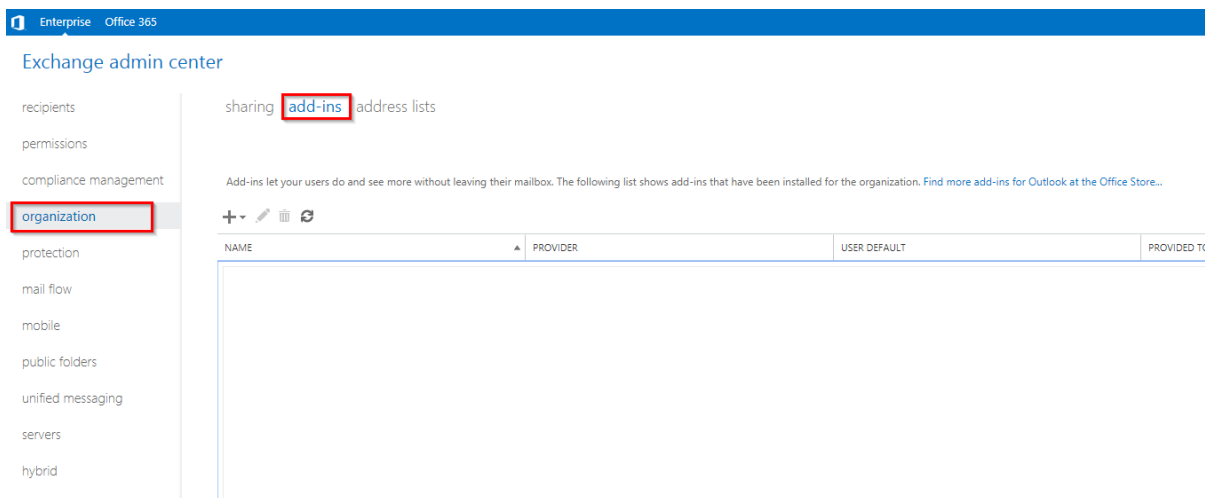 Enterprise Office 365
Exchange admin center
recipients
permissions
compliance management
organization
protection
mail flow
mobile
public folders
unified messaging
servers
hybrid
sharing add-ins address lists
Add-ins let your users do and see more without leaving their mailbox. The following list shows add-ins that have been installed for the organization. Find more add-ins for Outlook at the Office Store...
NAME PROVIDER USER DEFAULT PROVIDED TO